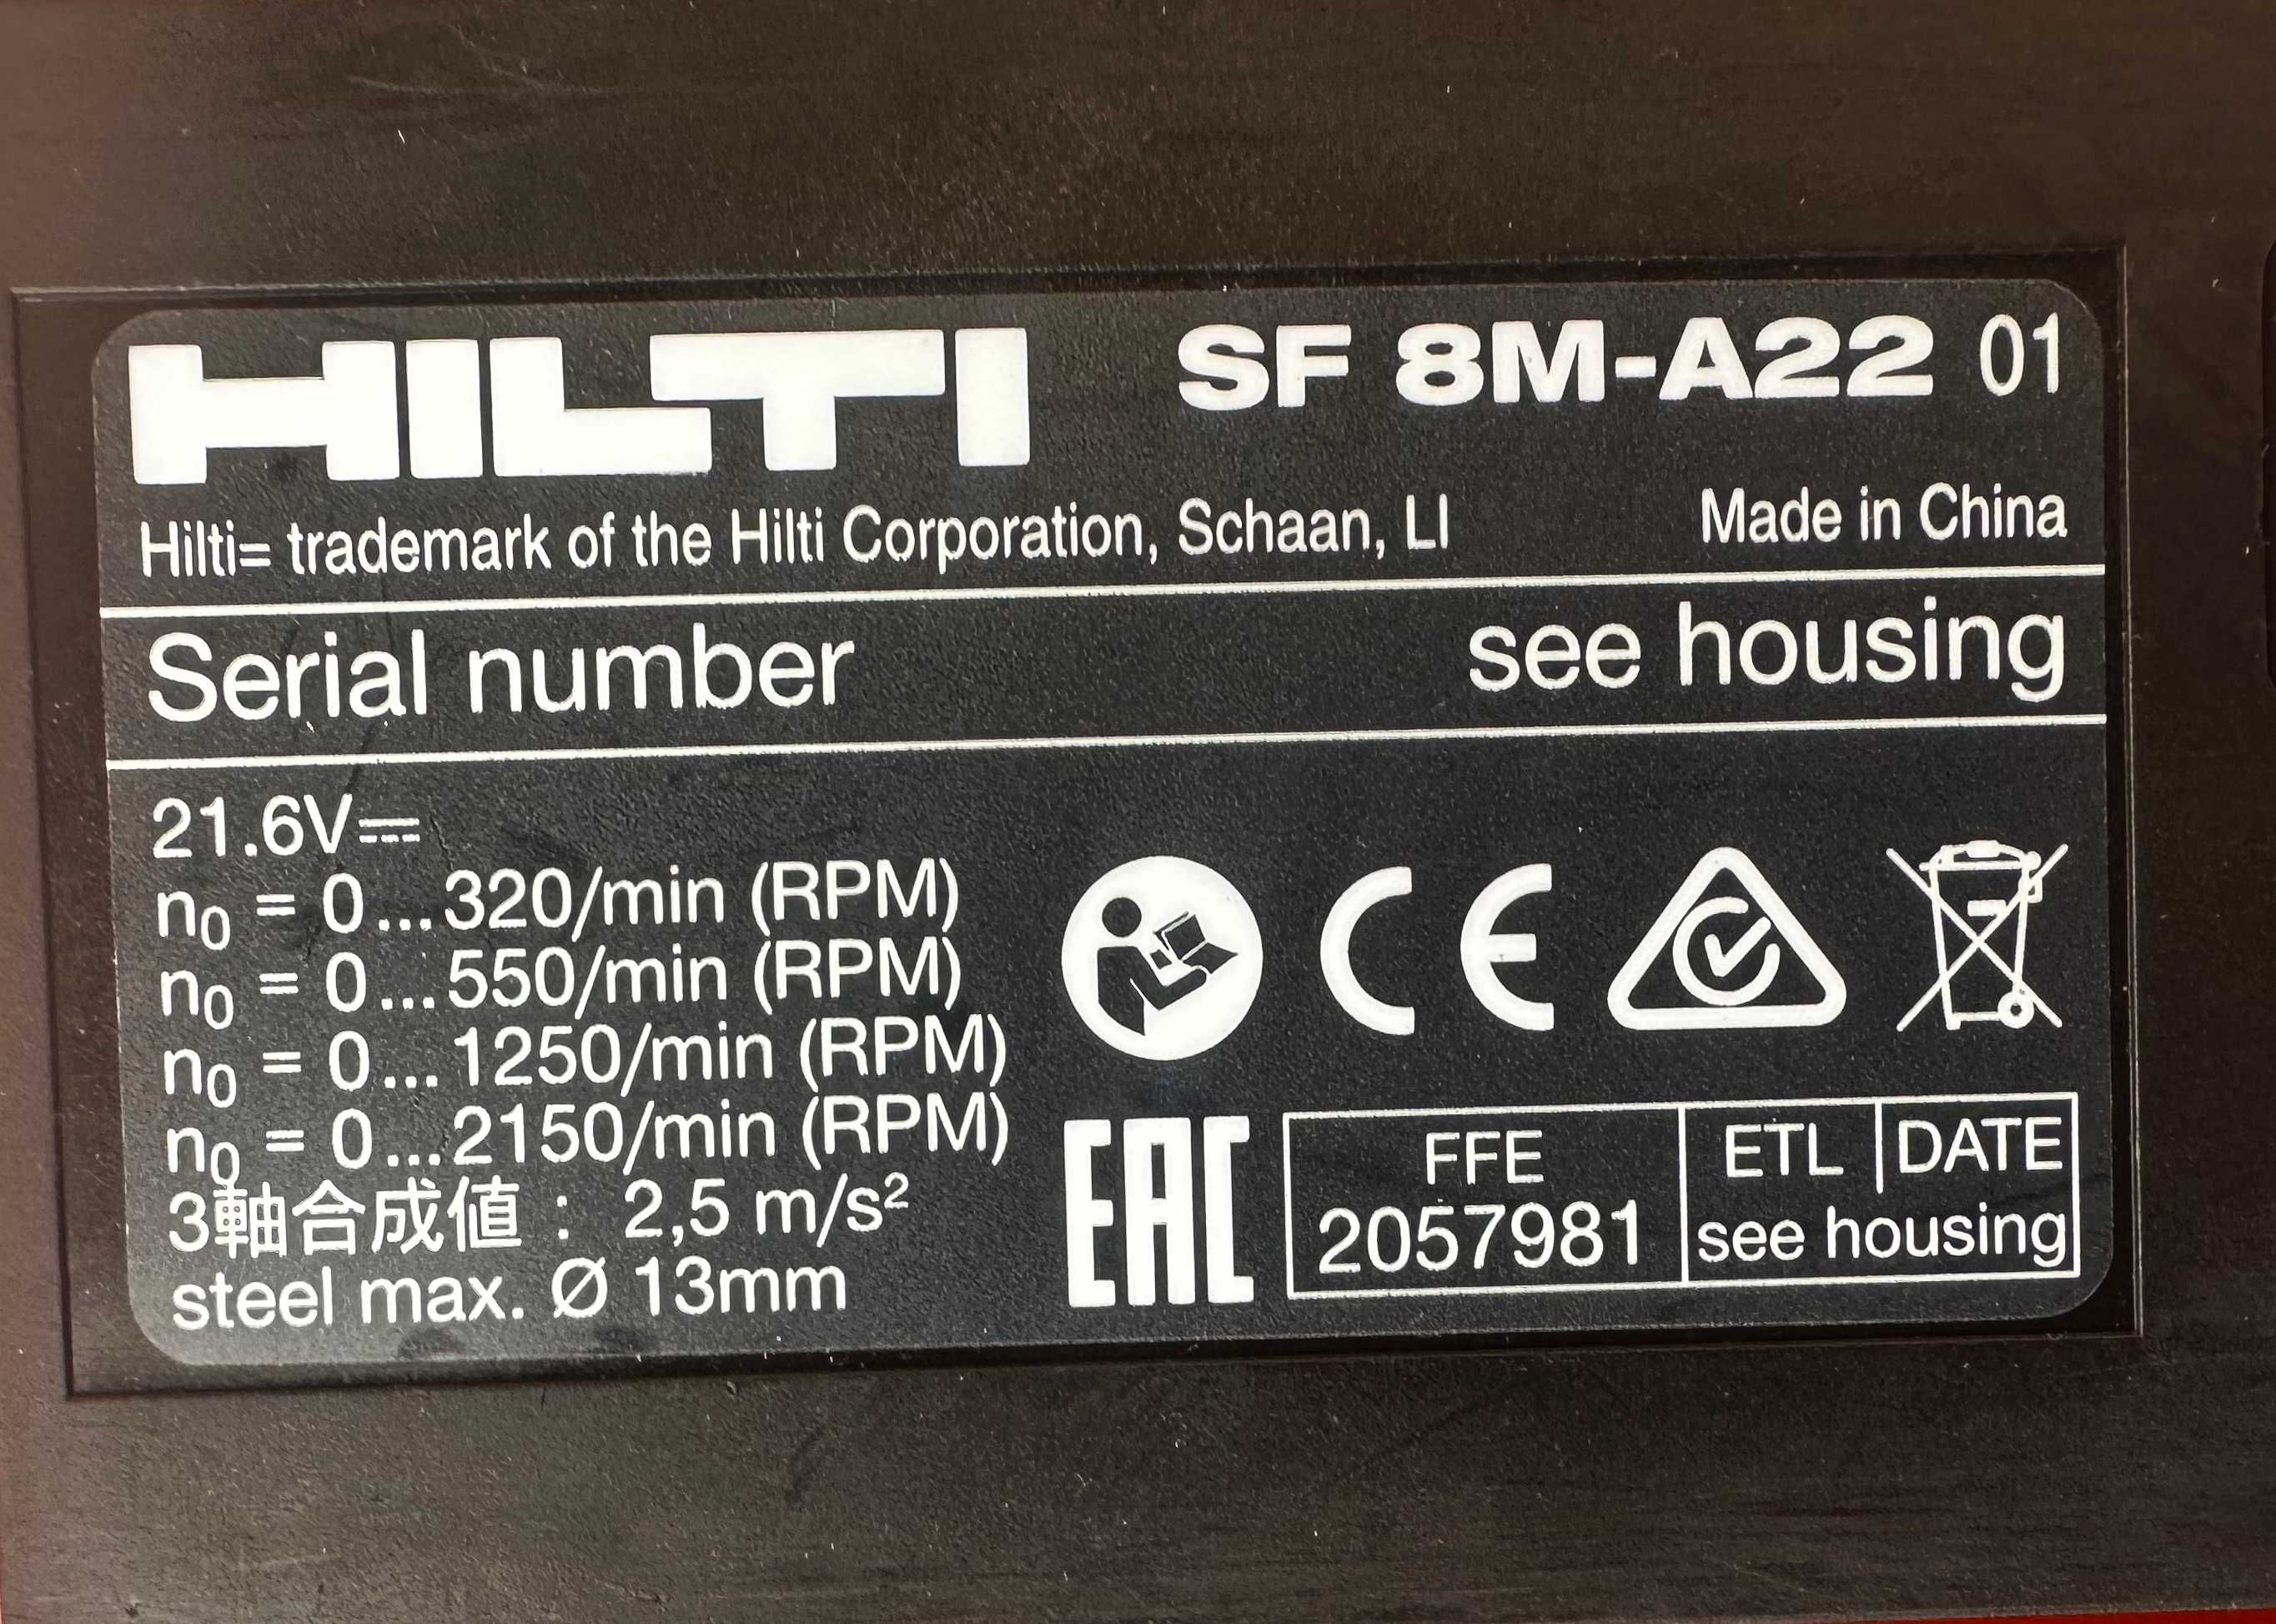 HILTI SF 8M-A22 01
Hilti= trademark of the Hilti Corporation, Schaan, LI Made in China
Serial number see housing
21.6V⎓
n₀ = 0...320/min (RPM)
n₀ = 0...550/min (RPM)
n₀ = 0...1250/min (RPM)
n₀ = 0...2150/min (RPM)
3軸合成値 : 2,5 m/s²
steel max. Ø 13mm
CE
EAC
FFE
2057981
ETL | DATE
see housing